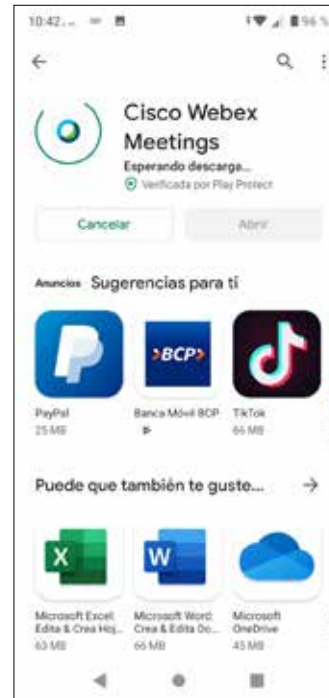 10:42
96 %
Cisco Webex
Meetings
Esperando descarga...
Verificada por Play Protect
Cancelar
Abrir
Anuncios Sugerencias para ti
BCP
PayPal
Banca Móvil BCP
TikTok
25 MB
66 MB
Puede que también te guste...
X
W
Microsoft Excel:
Edita & Crea Hoj...
63 MB
Microsoft Word:
Crea & Edita Do...
66 MB
Microsoft
OneDrive
45 MB